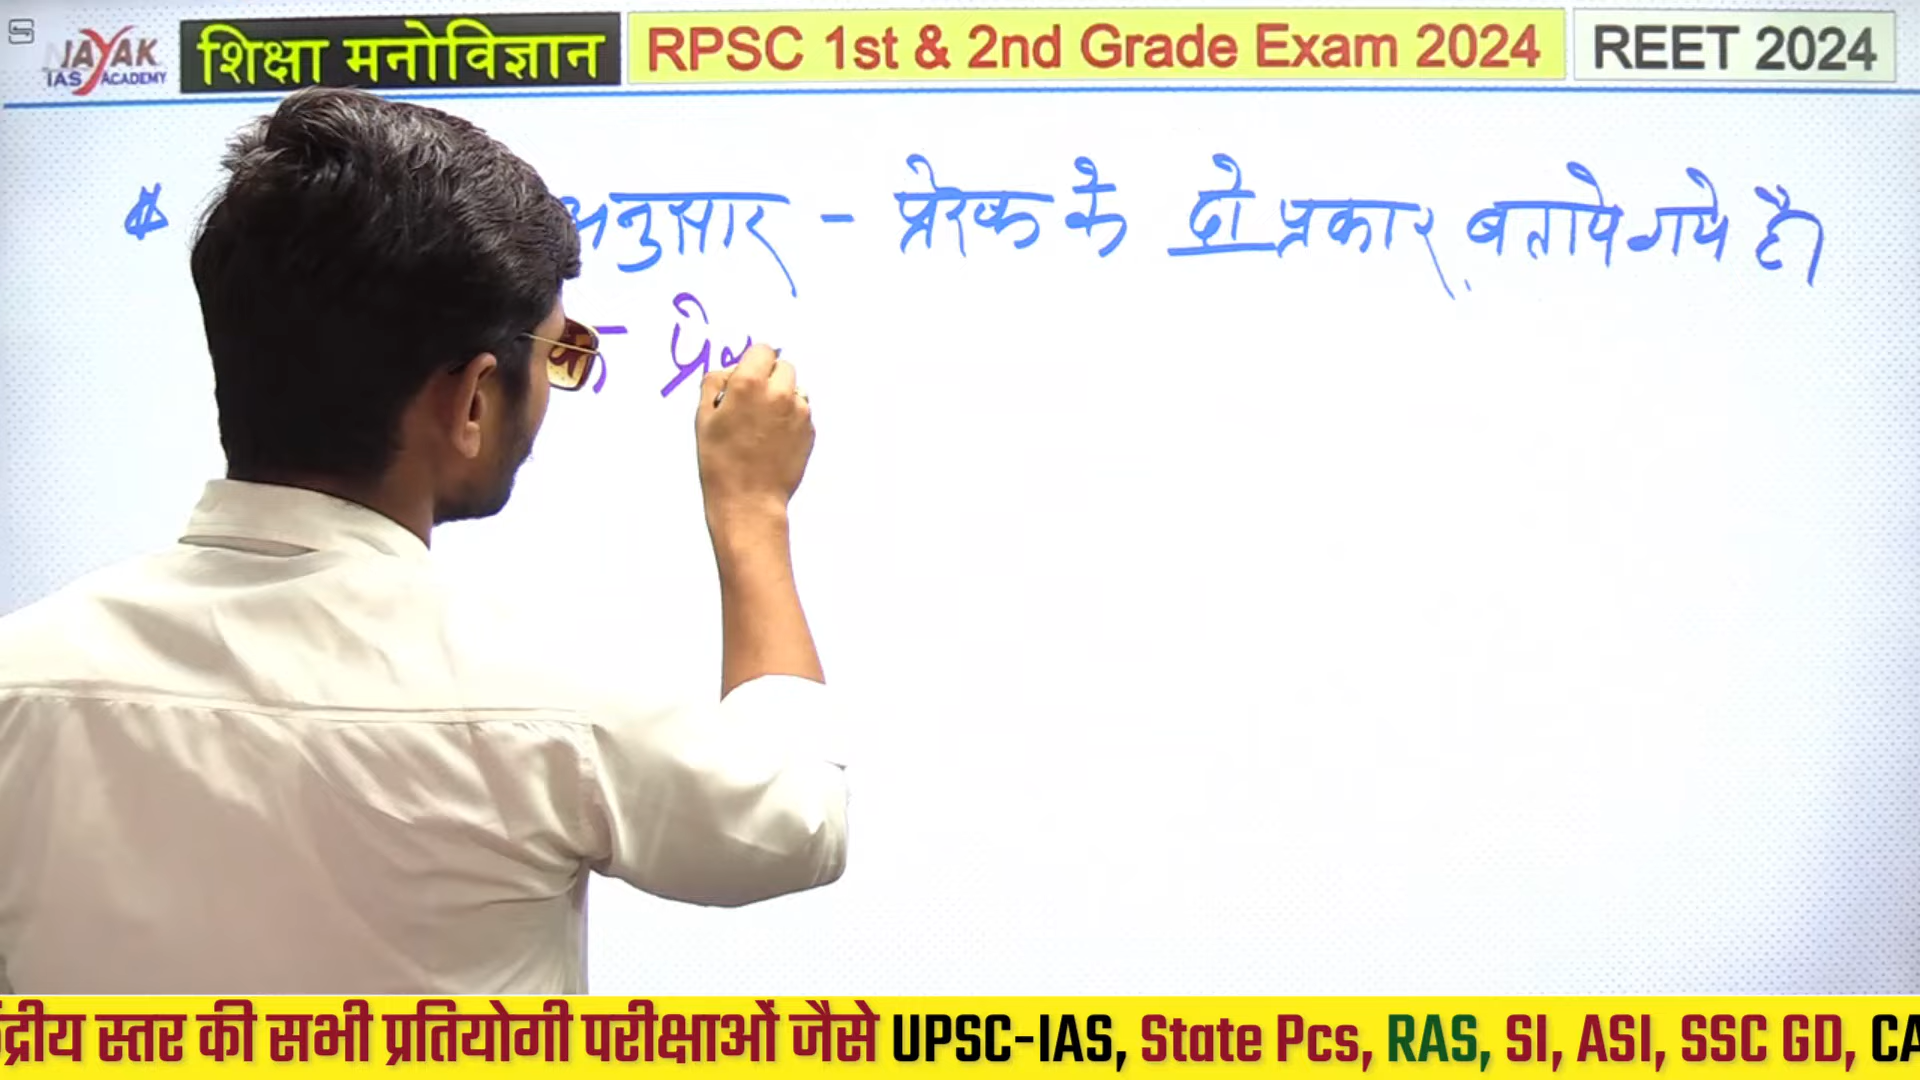 NAYAK IAS ACADEMY
शिक्षा मनोविज्ञान
RPSC 1st & 2nd Grade Exam 2024
REET 2024
अनुसार - प्रेरक के दो प्रकार बताये गये है।
केंद्रीय स्तर की सभी प्रतियोगी परीक्षाओं जैसे UPSC-IAS, State Pcs, RAS, SI, ASI, SSC GD, CA